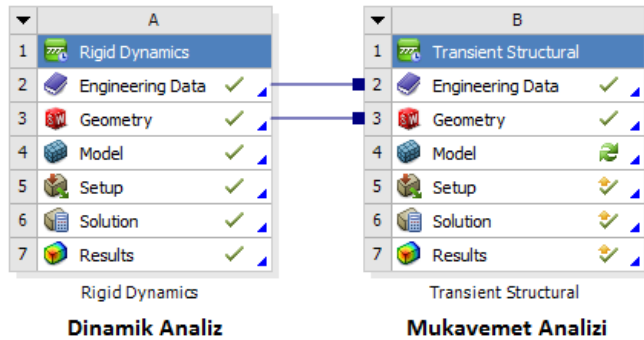 A
1 Rigid Dynamics
2 Engineering Data
3 Geometry
4 Model
5 Setup
6 Solution
7 Results
Rigid Dynamics
Dinamik Analiz
B
1 Transient Structural
2 Engineering Data
3 Geometry
4 Model
5 Setup
6 Solution
7 Results
Transient Structural
Mukavemet Analizi